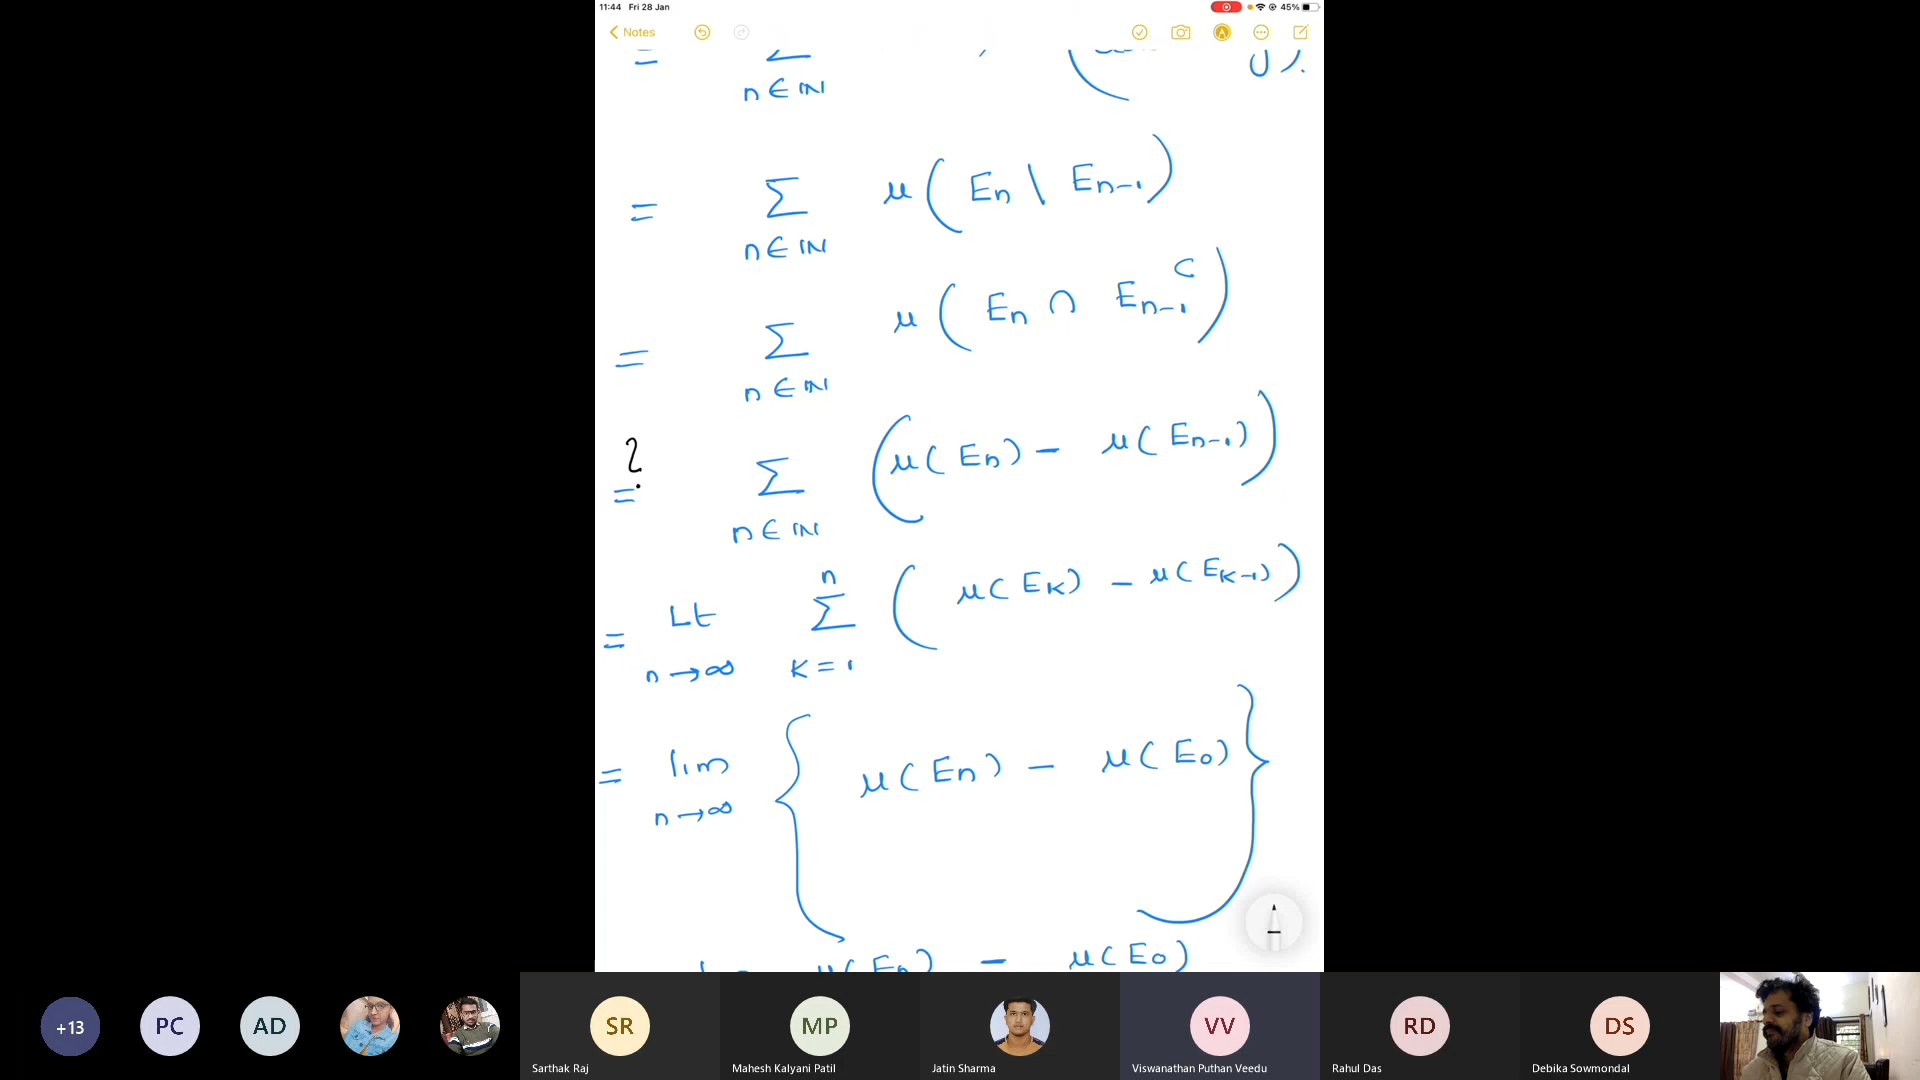 11:44 Fri 28 Jan 45%
Notes
= Σ
n ∈ ℕ
= Σ μ ( En \ En-1 )
n ∈ ℕ
= Σ μ ( En ∩ En-1^c )
n ∈ ℕ
?
= Σ ( μ( En ) - μ( En-1 ) )
n ∈ ℕ
n
= Lt Σ ( μ( EK ) - μ( EK-1 ) )
n → ∞ K = 1
= lim { μ( En ) - μ( E0 ) }
n → ∞
μ( En ) - μ( E0 )
+13 PC AD SR MP VV RD DS
Sarthak Raj Mahesh Kalyani Patil Jatin Sharma Viswanathan Puthan Veedu Rahul Das Debika Sowmondal